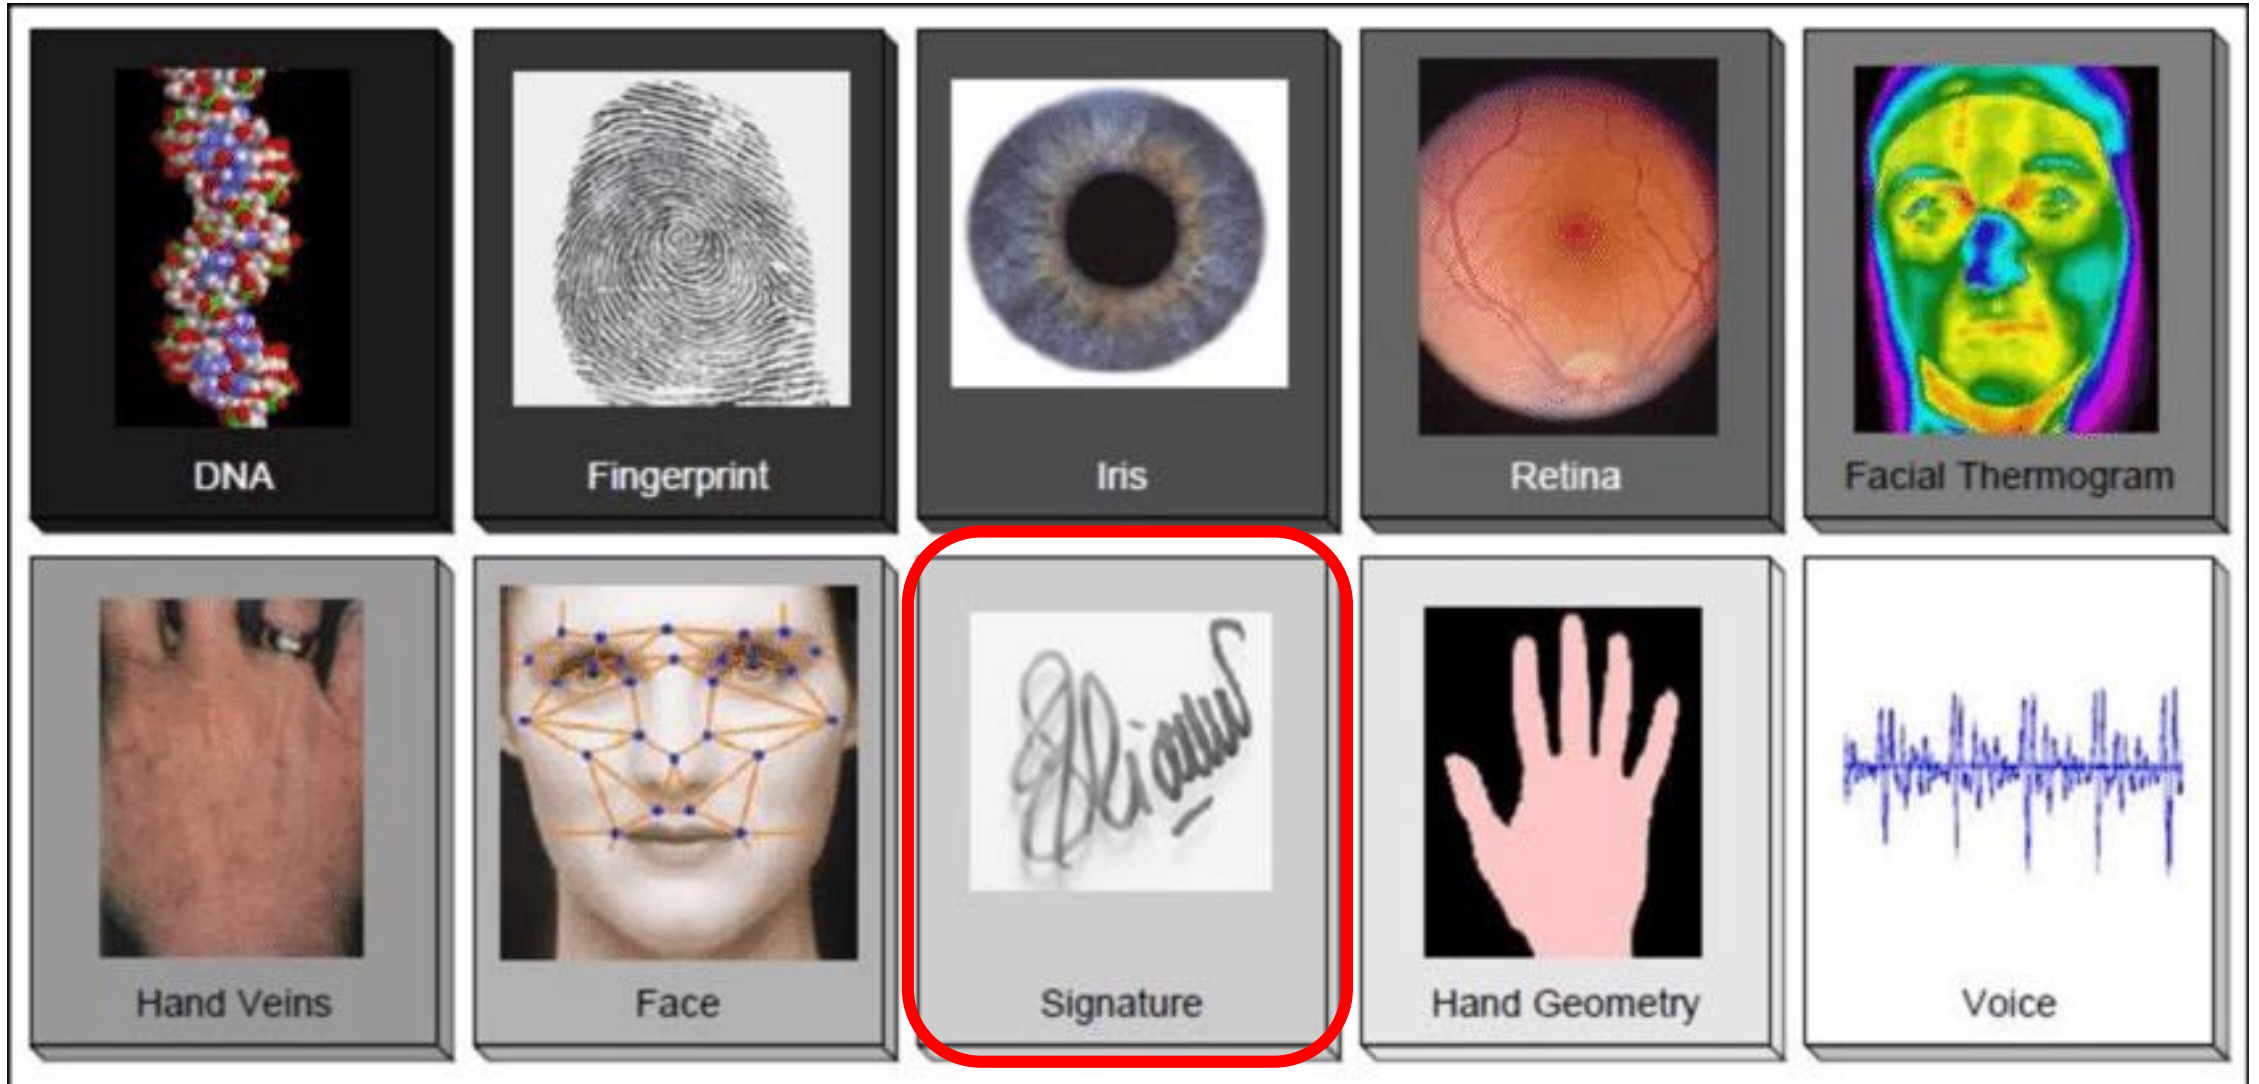 DNA
Fingerprint
Iris
Retina
Facial Thermogram
Hand Veins
Face
Signature
Hand Geometry
Voice